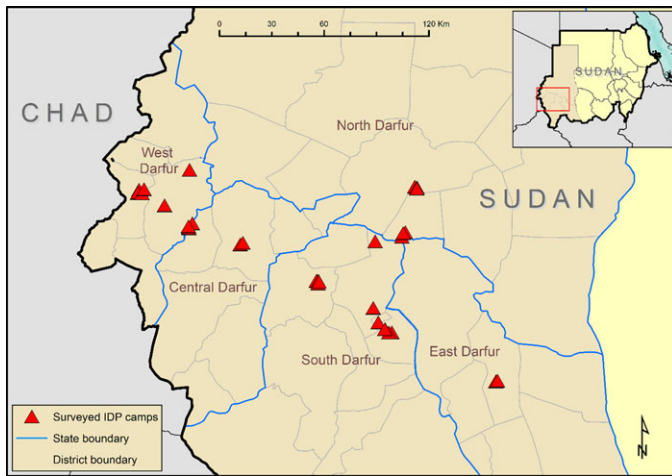 0 30 60 120 Km
SUDAN
CHAD
North Darfur
West
Darfur
SUDAN
Central Darfur
South Darfur
East Darfur
Surveyed IDP camps
State boundary
District boundary
N